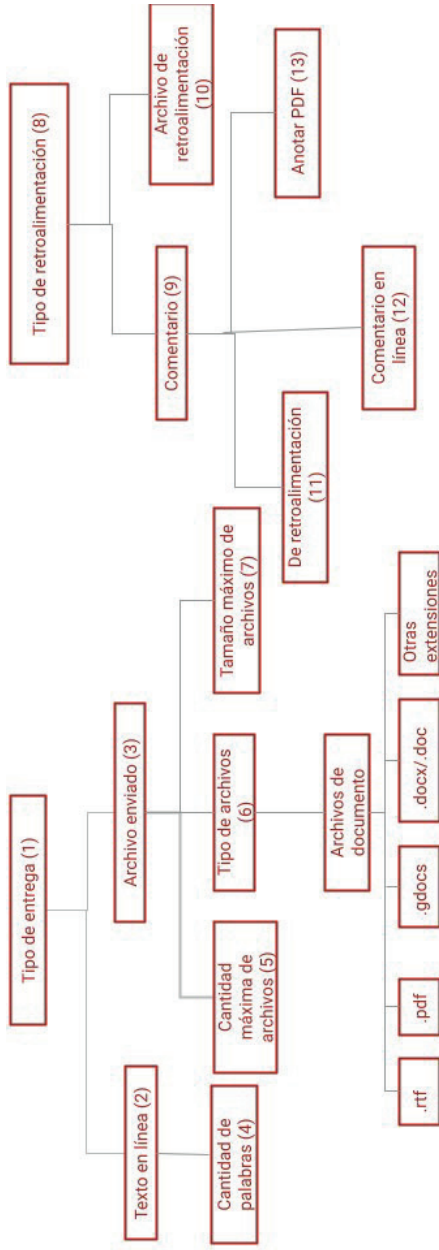 Tipo de entrega (1)
Texto en línea (2)
Archivo enviado (3)
Cantidad de
palabras (4)
Cantidad
máxima de
archivos (5)
Tipo de archivos
(6)
Tamaño máximo de
archivos (7)
Archivos de
documento
.rtf
.pdf
.gdocs
.docx/.doc
Otras
extensiones
Tipo de retroalimentación (8)
Comentario (9)
Archivo de
retroalimentación
(10)
De retroalimentación
(11)
Comentario en
línea (12)
Anotar PDF (13)